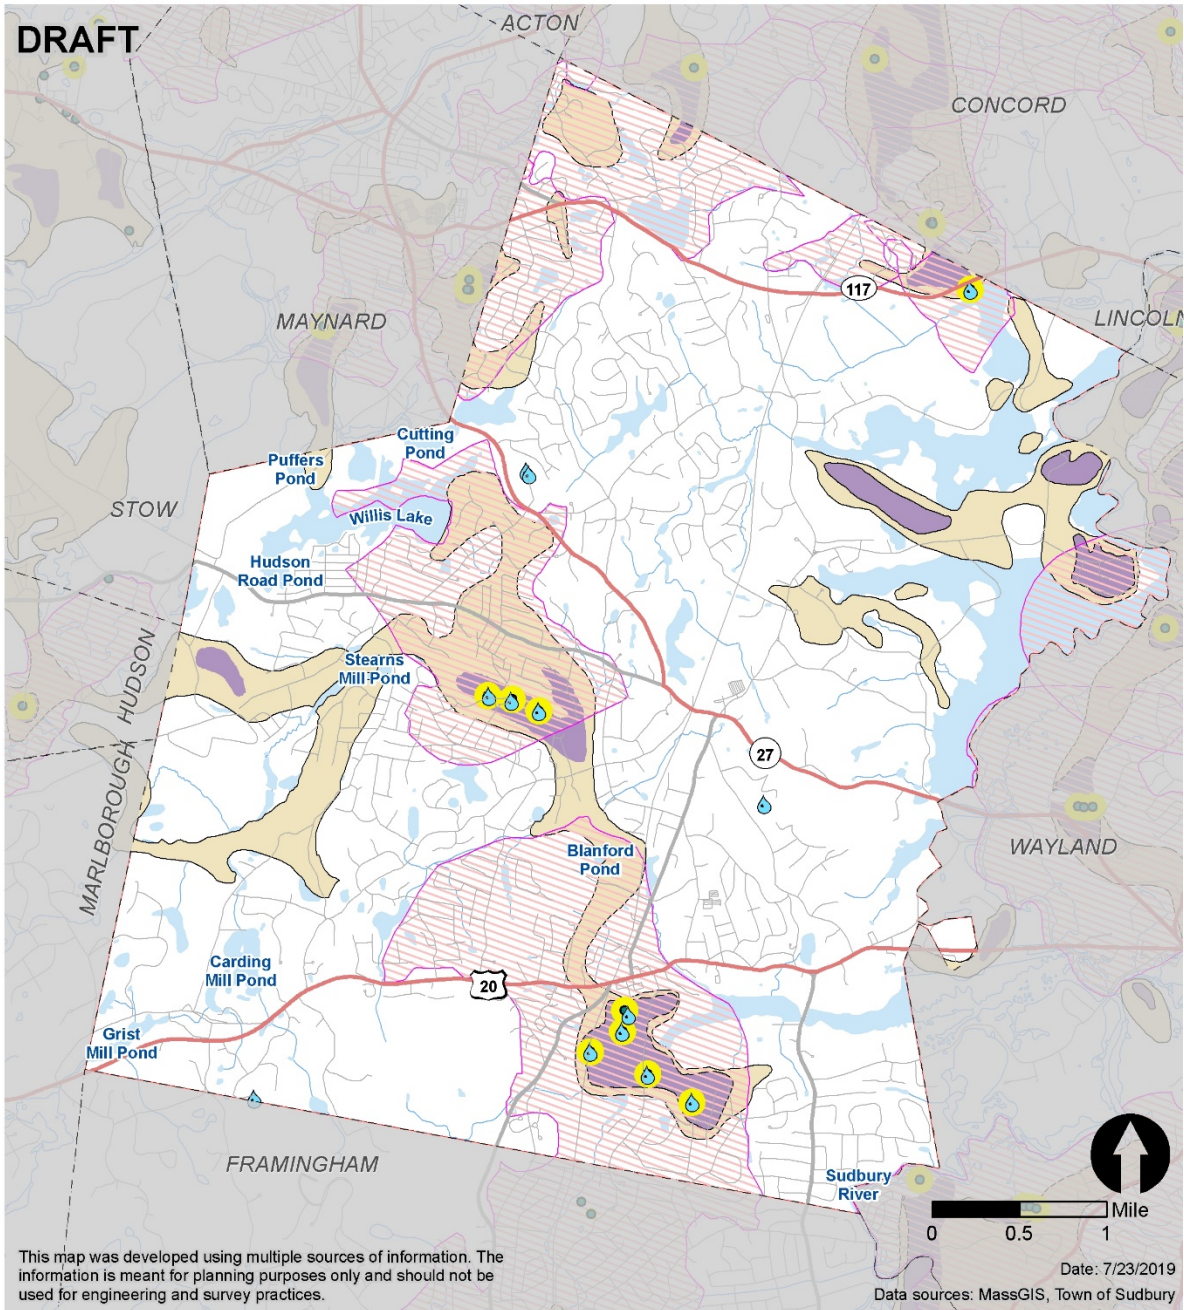 ACTON
DRAFT
CONCORD
117
MAYNARD
LINCOLN
Cutting
Pond
Puffers
Pond
STOW
Willis Lake
Hudson
Road Pond
HUDSON
Stearns
Mill Pond
27
MARLBOROUGH
WAYLAND
Blanford
Pond
Carding
Mill Pond
20
Grist
Mill Pond
FRAMINGHAM
Sudbury
River
Mile
0 0.5 1
This map was developed using multiple sources of information. The
information is meant for planning purposes only and should not be
used for engineering and survey practices.
Date: 7/23/2019
Data sources: MassGIS, Town of Sudbury